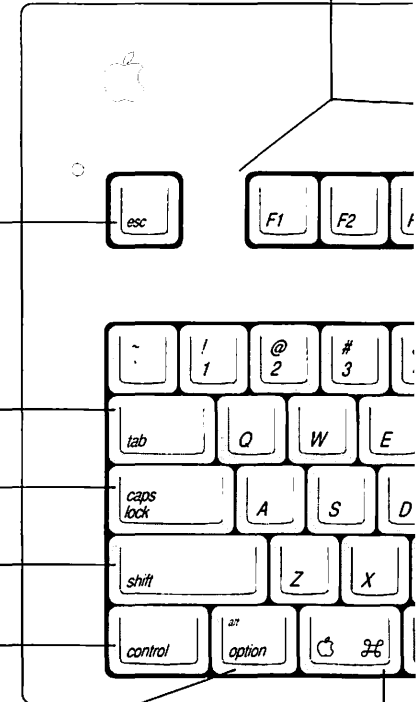 esc F1 F2
~ ! @ #
` 1 2 3
tab Q W E
caps
lock A S D
shift Z X
alt
control option ⌘